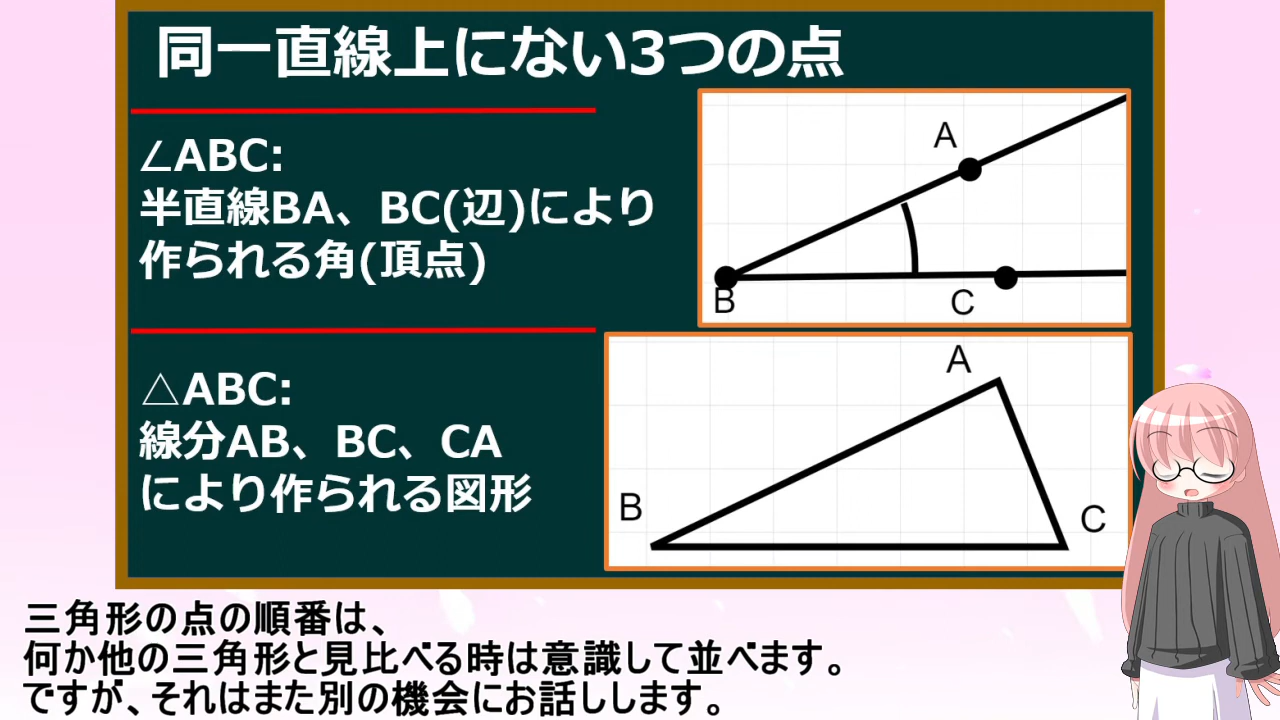 同一直線上にない3つの点
∠ABC:
半直線BA、BC(辺)により
作られる角(頂点)
A
B
C
△ABC:
線分AB、BC、CA
により作られる図形
A
B
C
三角形の点の順番は、
何か他の三角形と見比べる時は意識して並べます。
ですが、それはまた別の機会にお話しします。